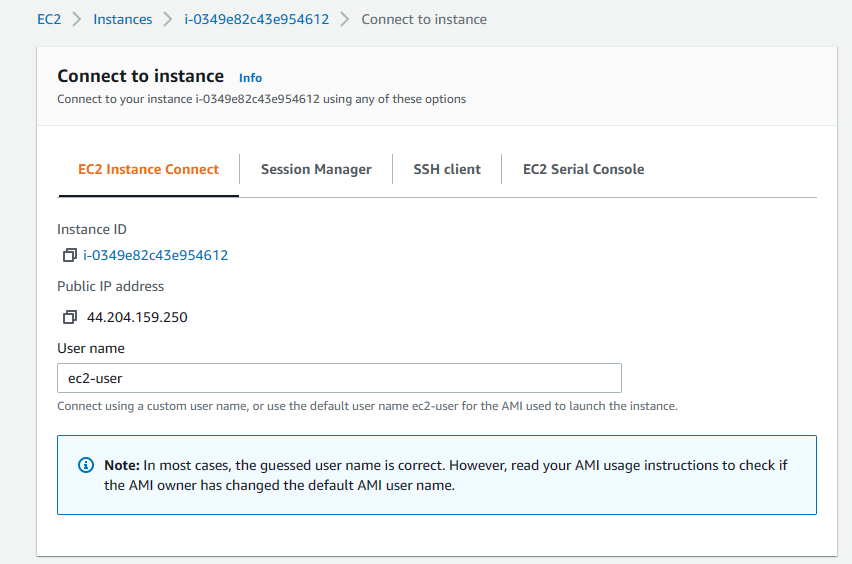 EC2 > Instances > i-0349e82c43e954612 > Connect to instance
Connect to instance Info
Connect to your instance i-0349e82c43e954612 using any of these options
EC2 Instance Connect Session Manager SSH client EC2 Serial Console
Instance ID
i-0349e82c43e954612
Public IP address
44.204.159.250
User name
ec2-user
Connect using a custom user name, or use the default user name ec2-user for the AMI used to launch the instance.
Note: In most cases, the guessed user name is correct. However, read your AMI usage instructions to check if
the AMI owner has changed the default AMI user name.